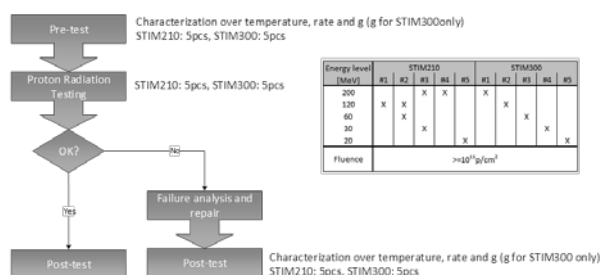 Pre-test
Characterization over temperature, rate and g (g for STIM300only)
STIM210: 5pcs, STIM300: 5pcs
Proton Radiation
Testing
STIM210: 5pcs, STIM300: 5pcs
OK?
No
Yes
Failure analysis and
repair
Post-test
Post-test
Characterization over temperature, rate and g (g for STIM300 only)
STIM210: 5pcs, STIM300: 5pcs
Energy level STIM210 STIM300
[MeV] #1 #2 #3 #4 #5 #1 #2 #3 #4 #5
200 X X X
120 X X X
60 X X
30 X X
20 X X
Fluence